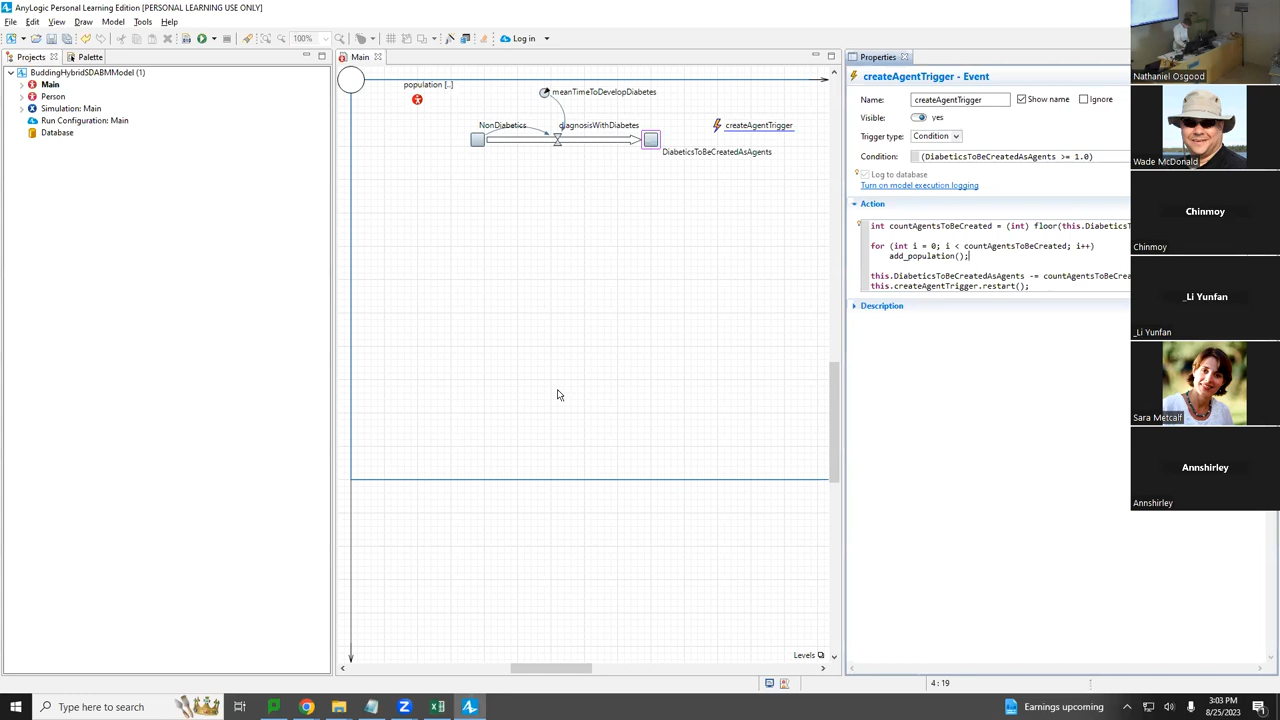 AnyLogic Personal Learning Edition [PERSONAL LEARNING USE ONLY]
File Edit View Draw Model Tools Help
100%
Log in
Projects
Palette
Main
Properties
BuddingHybridSDABMModel (1)
Main
Person
Simulation: Main
Run Configuration: Main
Database
population [..]
meanTimeToDevelopDiabetes
NonDiabetics
diagnosisWithDiabetes
createAgentTrigger
DiabeticsToBeCreatedAsAgents
Levels
createAgentTrigger - Event
Name: createAgentTrigger Show name Ignore
Visible: yes
Trigger type: Condition
Condition: (DiabeticsToBeCreatedAsAgents >= 1.0)
Log to database
Turn on model execution logging
Action
int countAgentsToBeCreated = (int) floor(this.DiabeticsT
for (int i = 0; i < countAgentsToBeCreated; i++)
add_population();
this.DiabeticsToBeCreatedAsAgents -= countAgentsToBeCre
this.createAgentTrigger.restart();
Description
4 : 19
Nathaniel Osgood
Wade McDonald
Chinmoy
Chinmoy
_Li Yunfan
_Li Yunfan
Sara Metcalf
Annshirley
Annshirley
Type here to search
Earnings upcoming
3:03 PM
8/25/2023
1